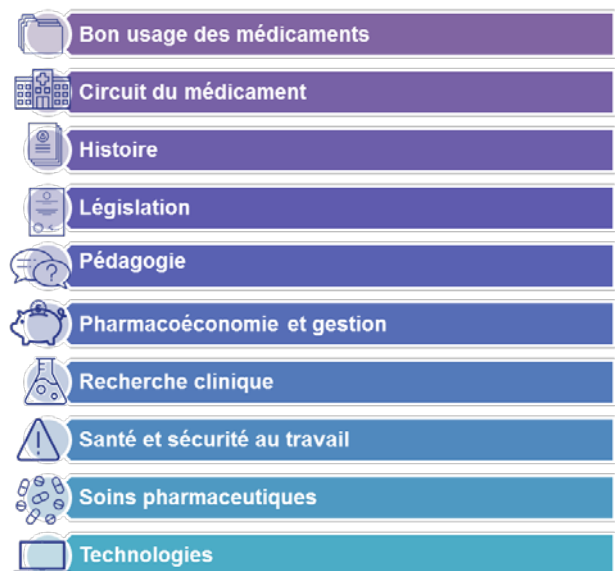 Bon usage des médicaments
Circuit du médicament
Histoire
Législation
Pédagogie
Pharmacoéconomie et gestion
Recherche clinique
Santé et sécurité au travail
Soins pharmaceutiques
Technologies